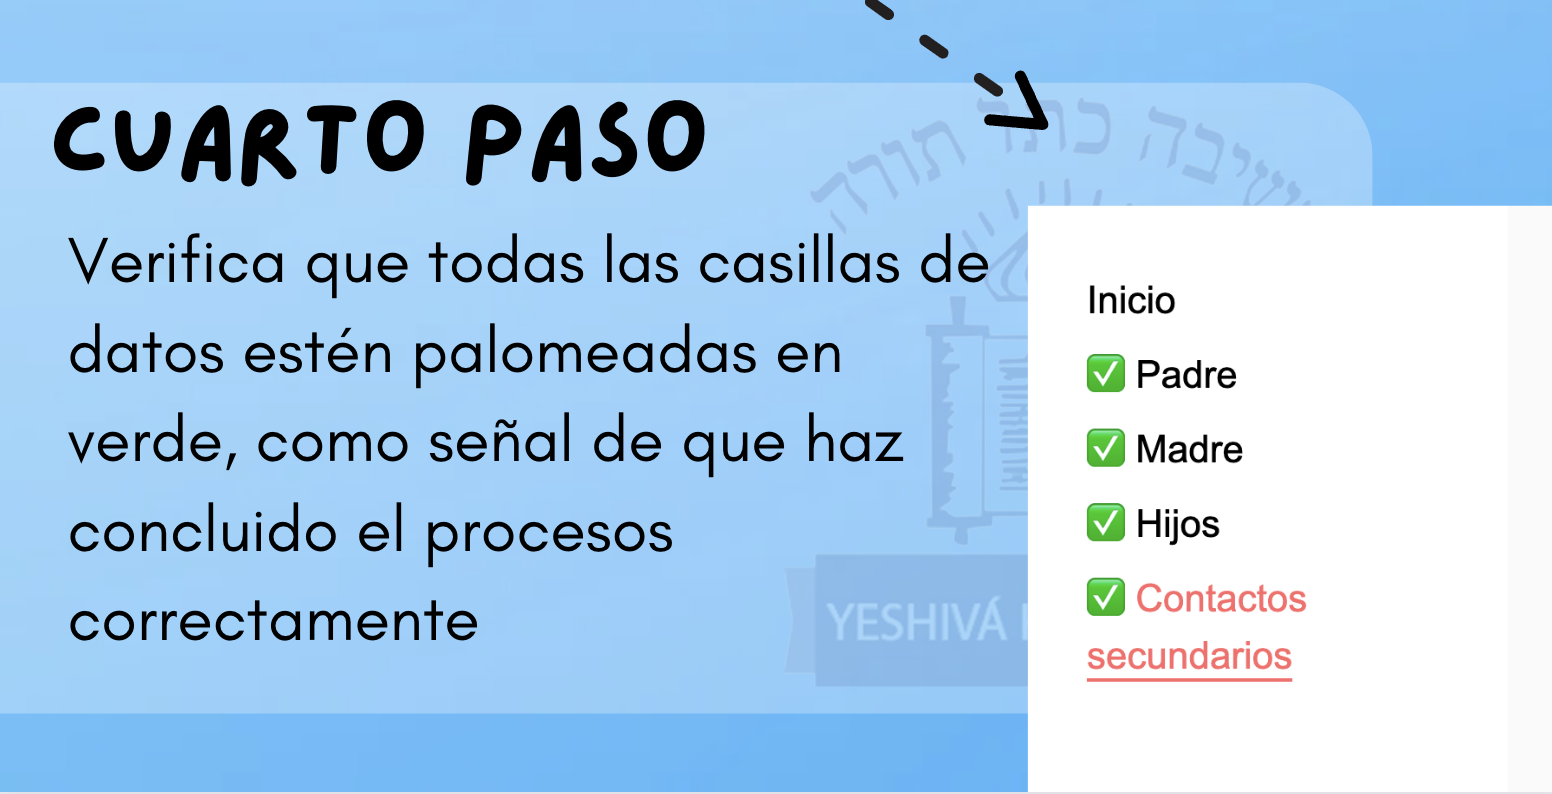 CUARTO PASO
Verifica que todas las casillas de
datos estén palomeadas en
verde, como señal de que haz
concluido el procesos
correctamente
ישיבה כתר תורה
YESHIVÁ
Inicio
✅ Padre
✅ Madre
✅ Hijos
✅ Contactos
secundarios